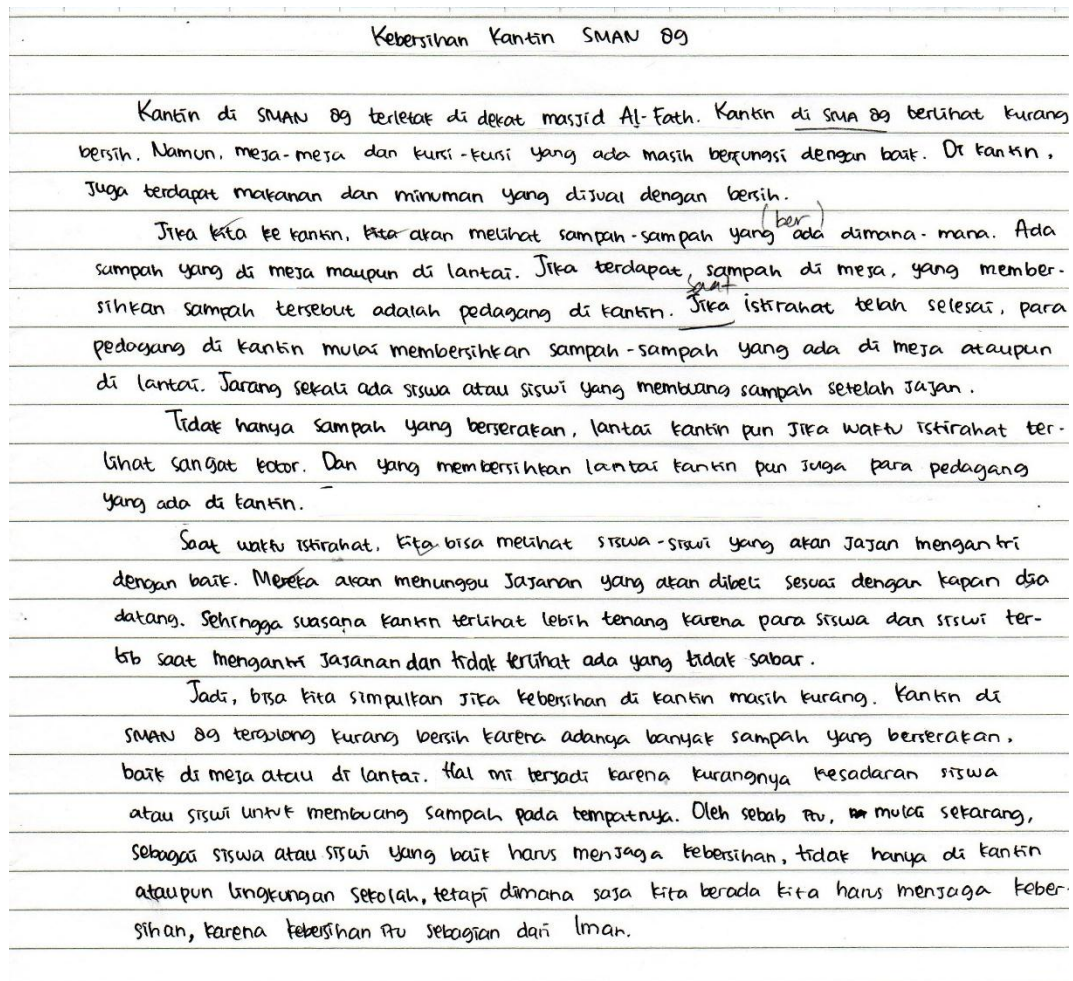 Kebersihan Kantin SMAN 89
Kantin di SMAN 89 terletak di dekat masjid Al-Fath. Kantin di SMA 89 terlihat kurang
bersih. Namun, meja-meja dan kursi-kursi yang ada masih berfungsi dengan baik. Di kantin,
juga terdapat makanan dan minuman yang dijual dengan bersih.
(ber)
Jika kita ke kantin, kita akan melihat sampah-sampah yang ada dimana-mana. Ada
sampah yang di meja maupun di lantai. Jika terdapat, sampah di meja, yang member-
saat
sihkan sampah tersebut adalah pedagang di kantin. Jika istirahat telah selesai, para
pedagang di kantin mulai membersihkan sampah-sampah yang ada di meja ataupun
di lantai. Jarang sekali ada siswa atau siswi yang membuang sampah setelah jajan.
Tidak hanya sampah yang berserakan, lantai kantin pun jika waktu istirahat ter-
lihat sangat kotor. Dan yang membersihkan lantai kantin pun juga para pedagang
yang ada di kantin.
Saat waktu istirahat, kita bisa melihat siswa-siswi yang akan jajan mengantri
dengan baik. Mereka akan menunggu jajanan yang akan dibeli sesuai dengan kapan dia
datang. Sehingga suasana kantin terlihat lebih tenang karena para siswa dan siswi ter-
tib saat mengantri jajanan dan tidak terlihat ada yang tidak sabar.
Jadi, bisa kita simpulkan jika kebersihan di kantin masih kurang. Kantin di
SMAN 89 tergolong kurang bersih karena adanya banyak sampah yang berserakan,
baik di meja atau di lantai. Hal ini terjadi karena kurangnya kesadaran siswa
atau siswi untuk membuang sampah pada tempatnya. Oleh sebab itu, mulai sekarang,
sebagai siswa atau siswi yang baik harus menjaga kebersihan, tidak hanya di kantin
ataupun lingkungan sekolah, tetapi dimana saja kita berada kita harus menjaga keber-
sihan, karena kebersihan itu sebagian dari Iman.